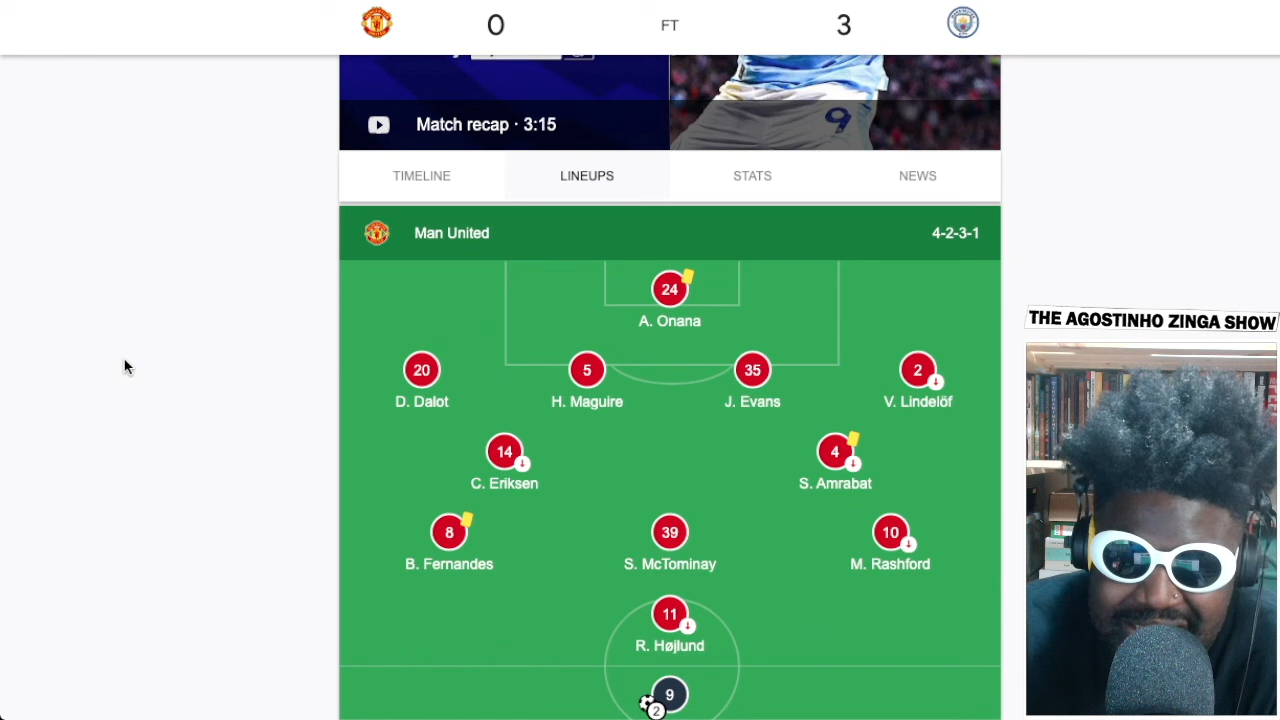 0 FT 3
9
Match recap · 3:15
TIMELINE LINEUPS STATS NEWS
Man United 4-2-3-1
24
A. Onana
20 5 35 2
D. Dalot H. Maguire J. Evans V. Lindelöf
14 4
C. Eriksen S. Amrabat
8 39 10
B. Fernandes S. McTominay M. Rashford
11
R. Højlund
9
2
THE AGOSTINHO ZINGA SHOW